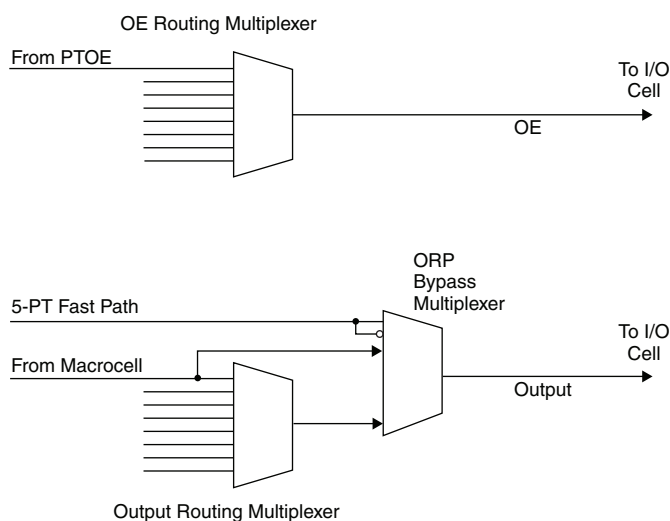 OE Routing Multiplexer
From PTOE
To I/O
Cell
OE
ORP
Bypass
Multiplexer
5-PT Fast Path
To I/O
Cell
From Macrocell
Output
Output Routing Multiplexer